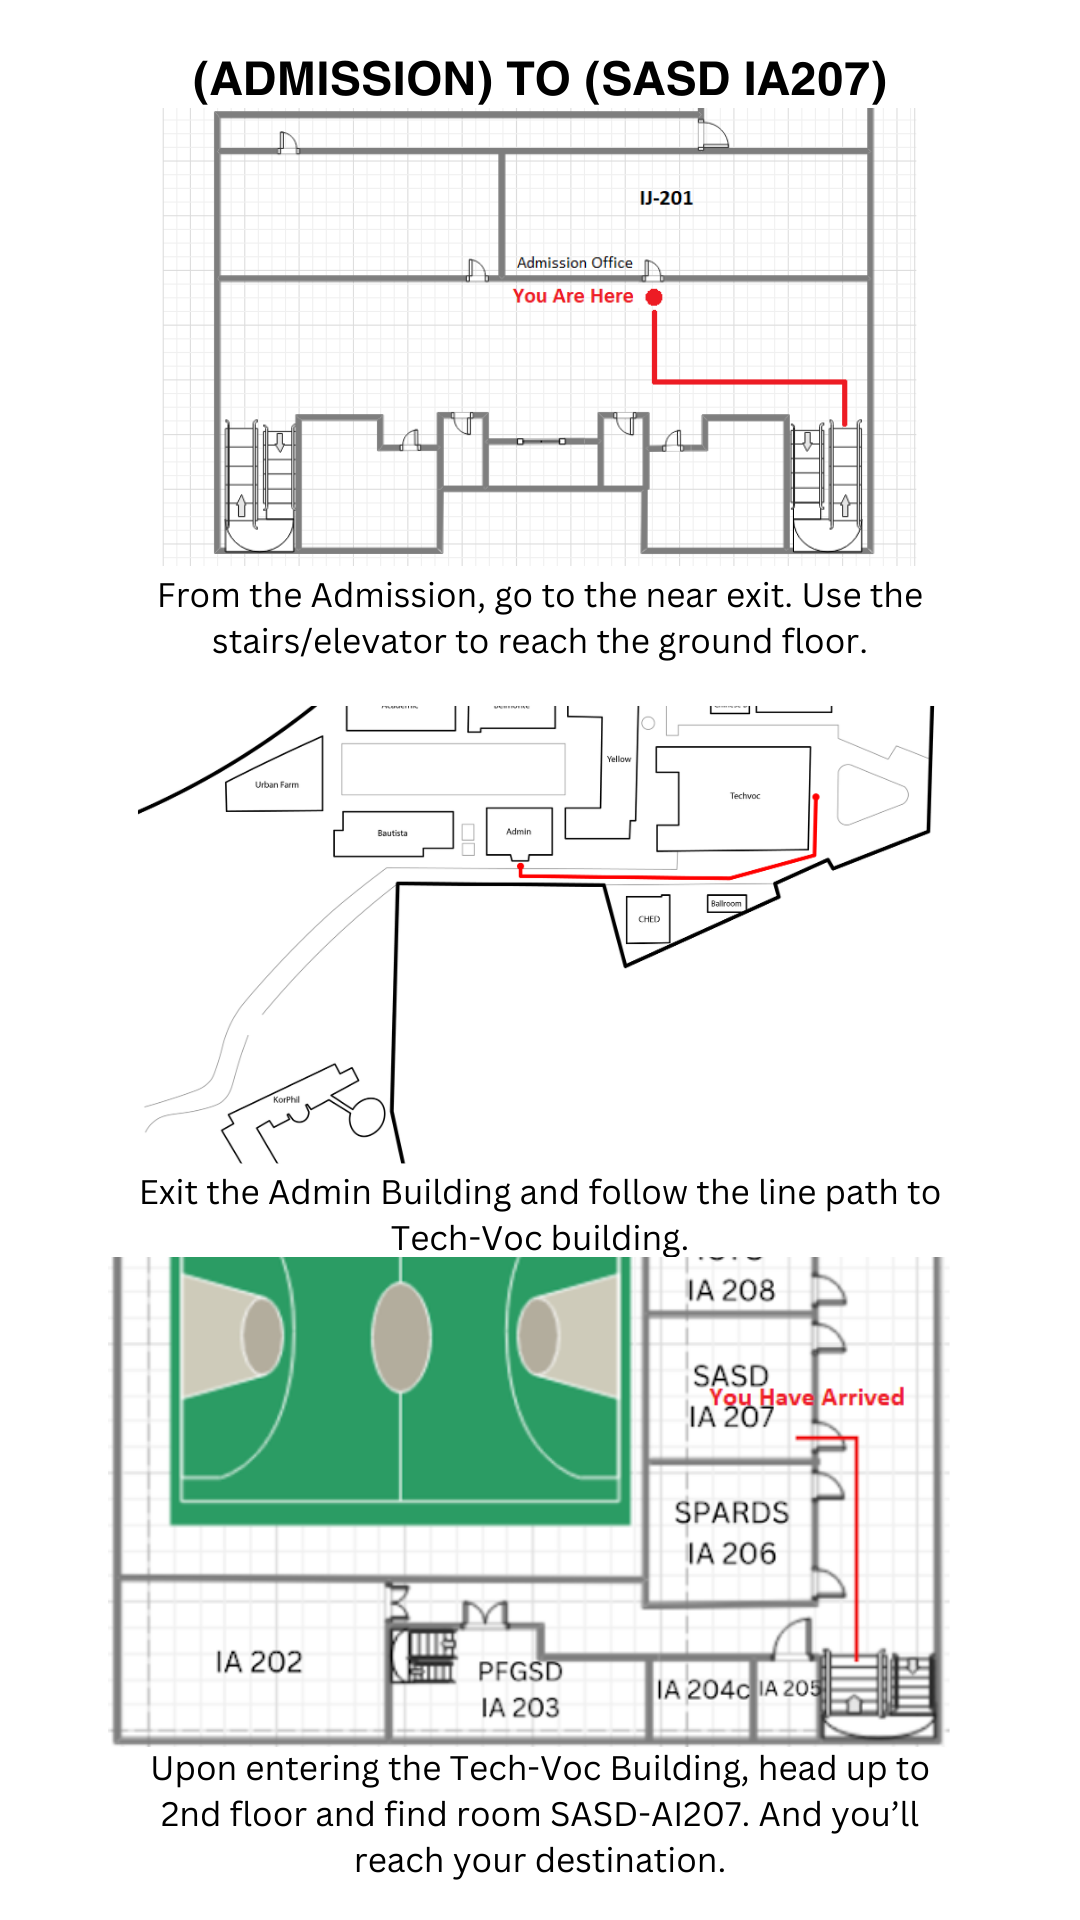 (ADMISSION) TO (SASD IA207)
IJ-201
Admission Office
You Are Here
From the Admission, go to the near exit. Use the
stairs/elevator to reach the ground floor.
Academic
Belmonte
Yellow
Urban Farm
Techvoc
Bautista
Admin
CHED
Ballroom
KorPhil
Exit the Admin Building and follow the line path to
Tech-Voc building.
IA 208
SASD
You Have Arrived
IA 207
SPARDS
IA 206
IA 202
PFGSD
IA 203
IA 204c
IA 205
Upon entering the Tech-Voc Building, head up to
2nd floor and find room SASD-AI207. And you’ll
reach your destination.